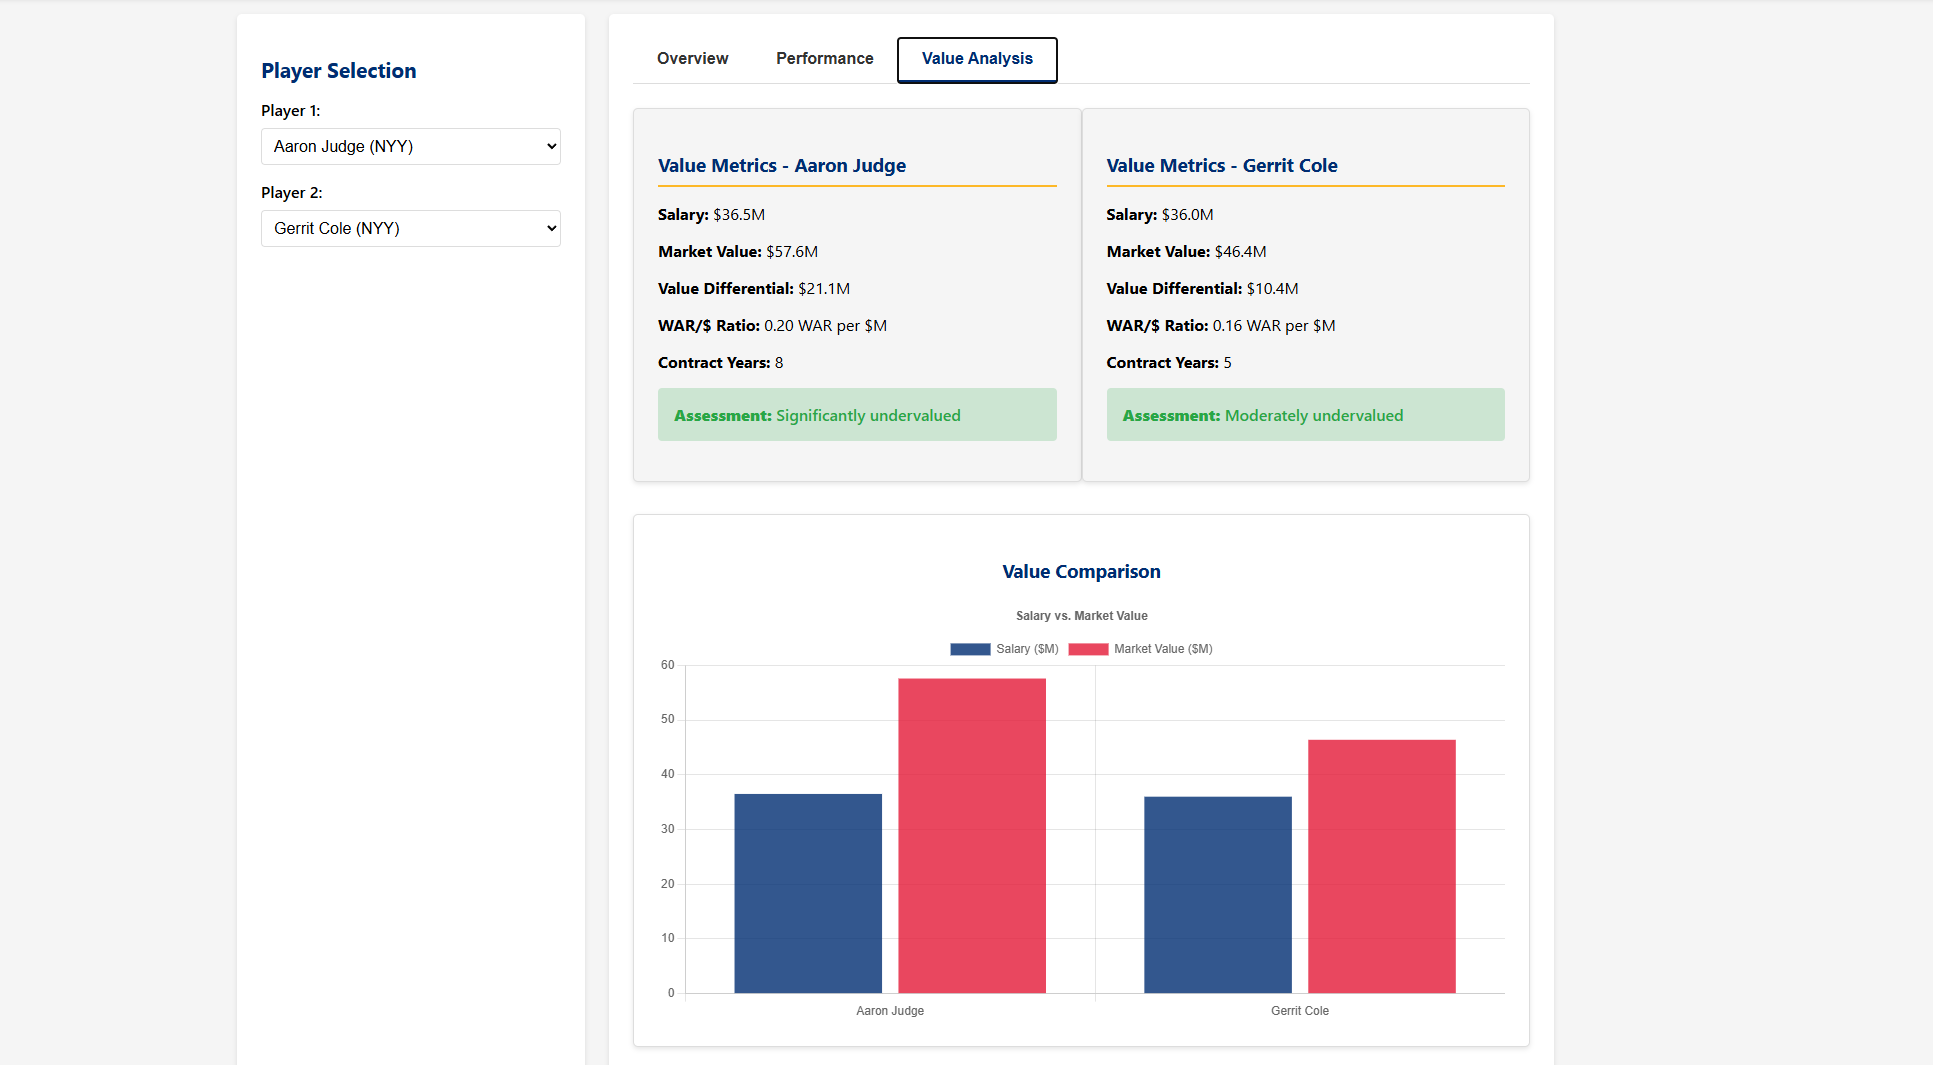 Player Selection
Player 1:
Aaron Judge (NYY)
Player 2:
Gerrit Cole (NYY)
Overview
Performance
Value Analysis
Value Metrics - Aaron Judge
Salary: $36.5M
Market Value: $57.6M
Value Differential: $21.1M
WAR/$ Ratio: 0.20 WAR per $M
Contract Years: 8
Assessment: Significantly undervalued
Value Metrics - Gerrit Cole
Salary: $36.0M
Market Value: $46.4M
Value Differential: $10.4M
WAR/$ Ratio: 0.16 WAR per $M
Contract Years: 5
Assessment: Moderately undervalued
Value Comparison
Salary vs. Market Value
Salary ($M)
Market Value ($M)
60
50
40
30
20
10
0
Aaron Judge
Gerrit Cole